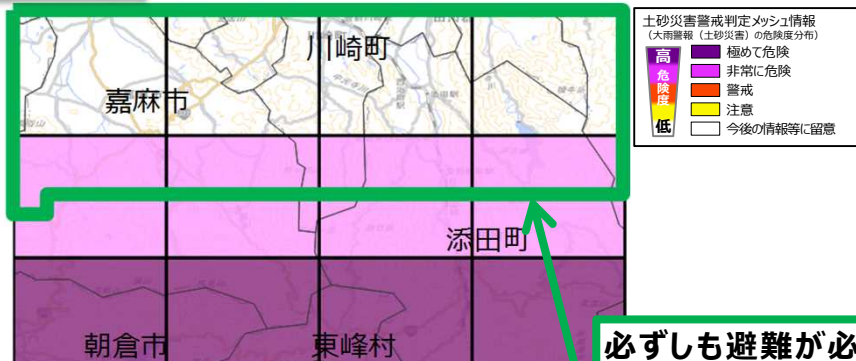 川崎町
嘉麻市
添田町
朝倉市
東峰村
土砂災害警戒判定メッシュ情報
（大雨警報（土砂災害）の危険度分布）
高
危険度
低
極めて危険
非常に危険
警戒
注意
今後の情報等に留意
必ずしも避難が必